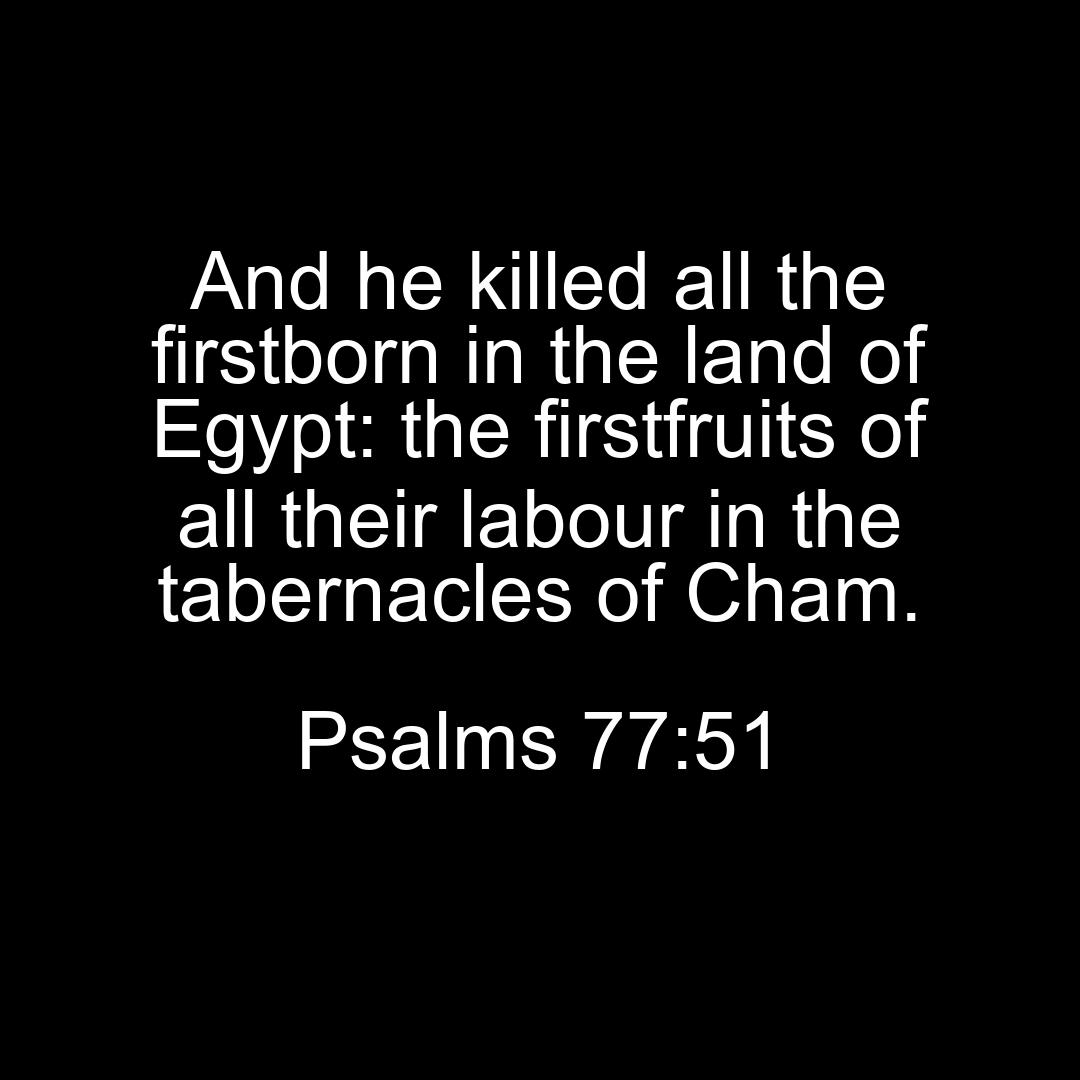 And he killed all the
firstborn in the land of
Egypt: the firstfruits of
all their labour in the
tabernacles of Cham.
Psalms 77:51